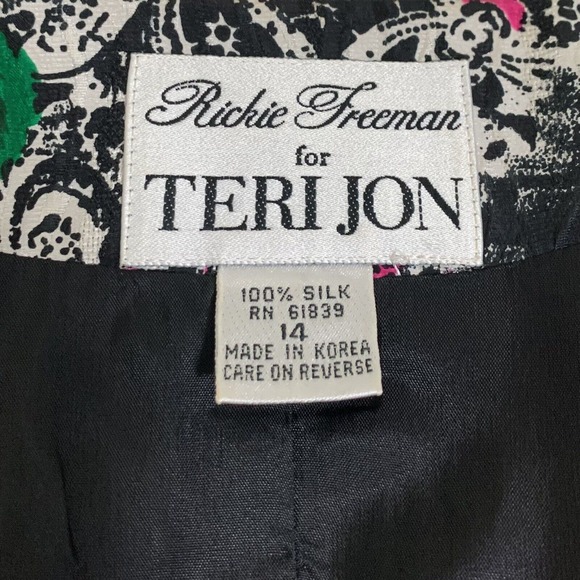 Rickie Freeman
for
TERI JON
100% SILK
RN 61839
14
MADE IN KOREA
CARE ON REVERSE